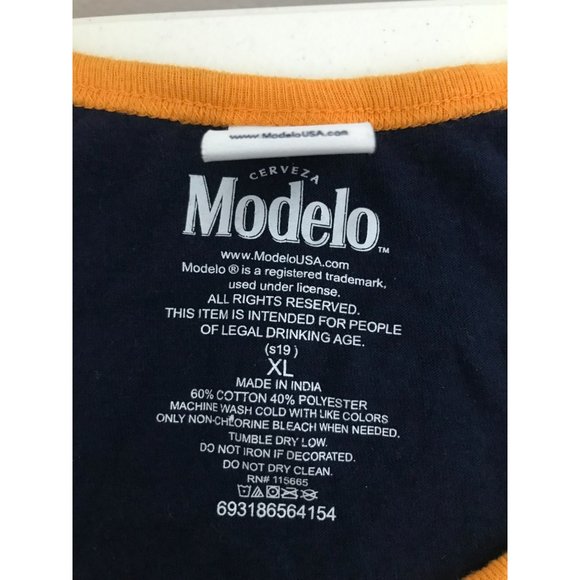 www.ModeloUSA.com
CERVEZA
Modelo™
www.ModeloUSA.com
Modelo ® is a registered trademark,
used under license.
ALL RIGHTS RESERVED.
THIS ITEM IS INTENDED FOR PEOPLE
OF LEGAL DRINKING AGE.
(s19 )
XL
MADE IN INDIA
60% COTTON 40% POLYESTER
MACHINE WASH COLD WITH LIKE COLORS
ONLY NON-CHLORINE BLEACH WHEN NEEDED.
TUMBLE DRY LOW.
DO NOT IRON IF DECORATED.
DO NOT DRY CLEAN.
RN# 115665
693186564154